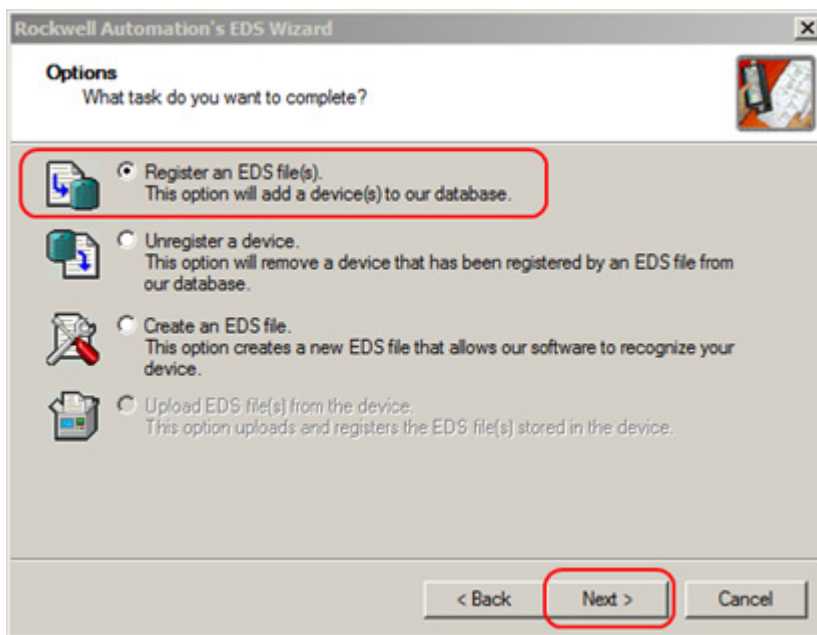 Rockwell Automation's EDS Wizard
Options
What task do you want to complete?
Register an EDS file(s).
This option will add a device(s) to our database.
Unregister a device.
This option will remove a device that has been registered by an EDS file from
our database.
Create an EDS file.
This option creates a new EDS file that allows our software to recognize your
device.
Upload EDS file(s) from the device.
This option uploads and registers the EDS file(s) stored in the device.
< Back
Next >
Cancel